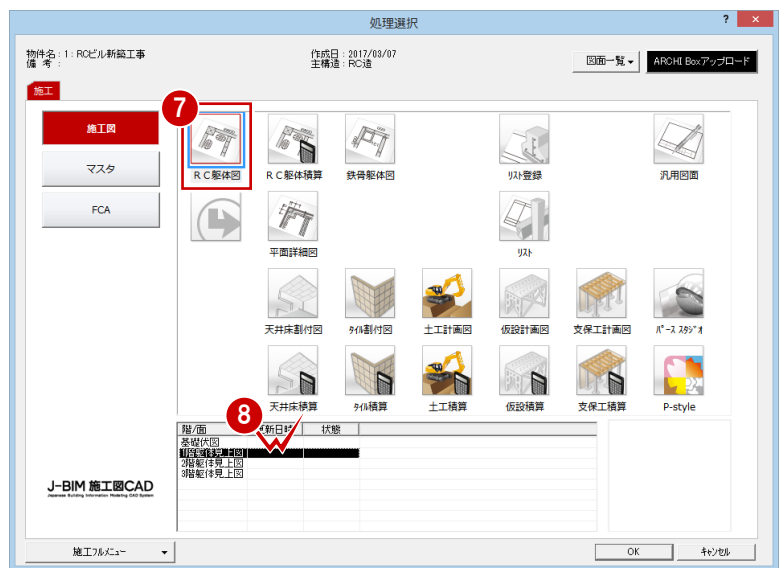 処理選択
? ×
物件名：1：RCビル新築工事
作成日：2017/03/07
備 考：
主構造：RC造
図面一覧
ARCHI Boxアップロード
施工
7
施工図
マスタ
FCA
RC躯体図
RC躯体積算
鉄骨躯体図
リスト登録
汎用図面
平面詳細図
リスト
天井床割付図
タイル割付図
土工計画図
仮設計画図
支保工計画図
パース スタジオ
天井床積算
タイル積算
土工積算
仮設積算
支保工積算
P-style
8
階/面
更新日時
状態
基礎伏図
1階躯体見上図
2階躯体見上図
3階躯体見上図
J-BIM 施工図CAD
Japanese Building Information Modeling CAD System
施工フルメニュー
OK
キャンセル